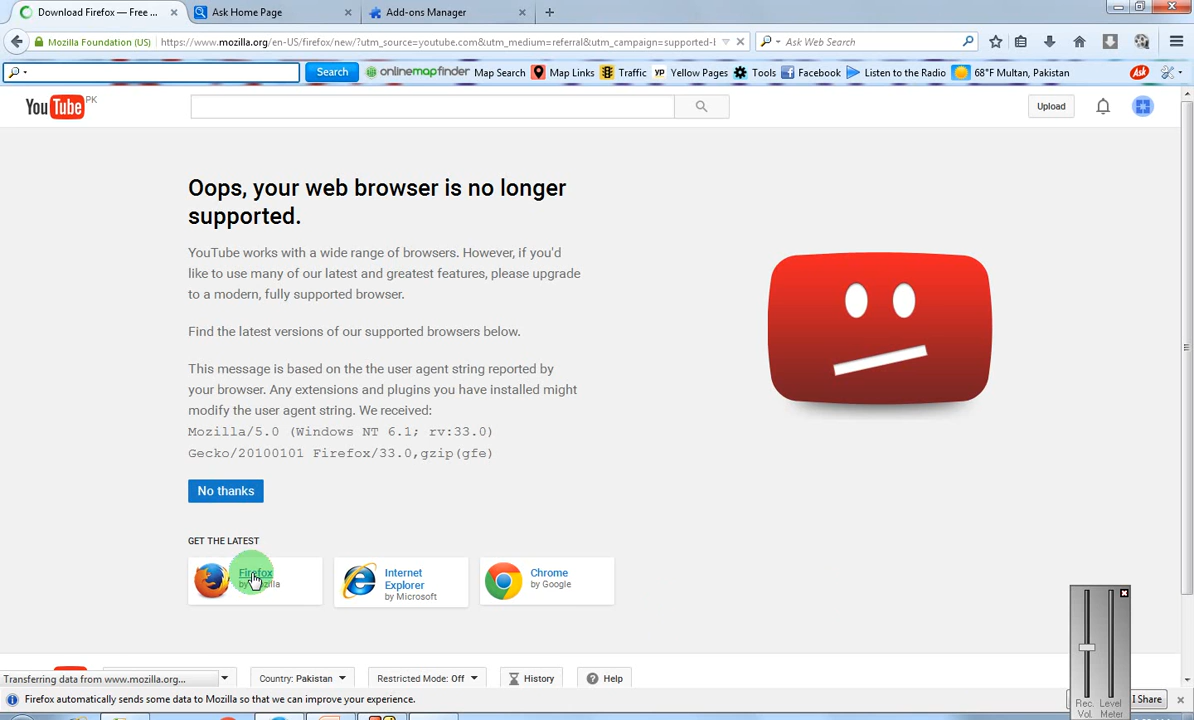 Download Firefox — Free ...
Ask Home Page
Add-ons Manager
Mozilla Foundation (US)
https://www.mozilla.org/en-US/firefox/new/?utm_source=youtube.com&utm_medium=referral&utm_campaign=supported-l
Ask Web Search
Search
onlinemapfinder
Map Search
Map Links
Traffic
YP Yellow Pages
Tools
Facebook
Listen to the Radio
68°F Multan, Pakistan
Ask
YouTube PK
Upload
Oops, your web browser is no longer
supported.
YouTube works with a wide range of browsers. However, if you'd
like to use many of our latest and greatest features, please upgrade
to a modern, fully supported browser.
Find the latest versions of our supported browsers below.
This message is based on the the user agent string reported by
your browser. Any extensions and plugins you have installed might
modify the user agent string. We received:
Mozilla/5.0 (Windows NT 6.1; rv:33.0)
Gecko/20100101 Firefox/33.0,gzip(gfe)
No thanks
GET THE LATEST
Firefox
by Mozilla
Internet
Explorer
by Microsoft
Chrome
by Google
Transferring data from www.mozilla.org...
Country: Pakistan
Restricted Mode: Off
History
Help
Firefox automatically sends some data to Mozilla so that we can improve your experience.
I Share
Rec. Level
Vol. Meter